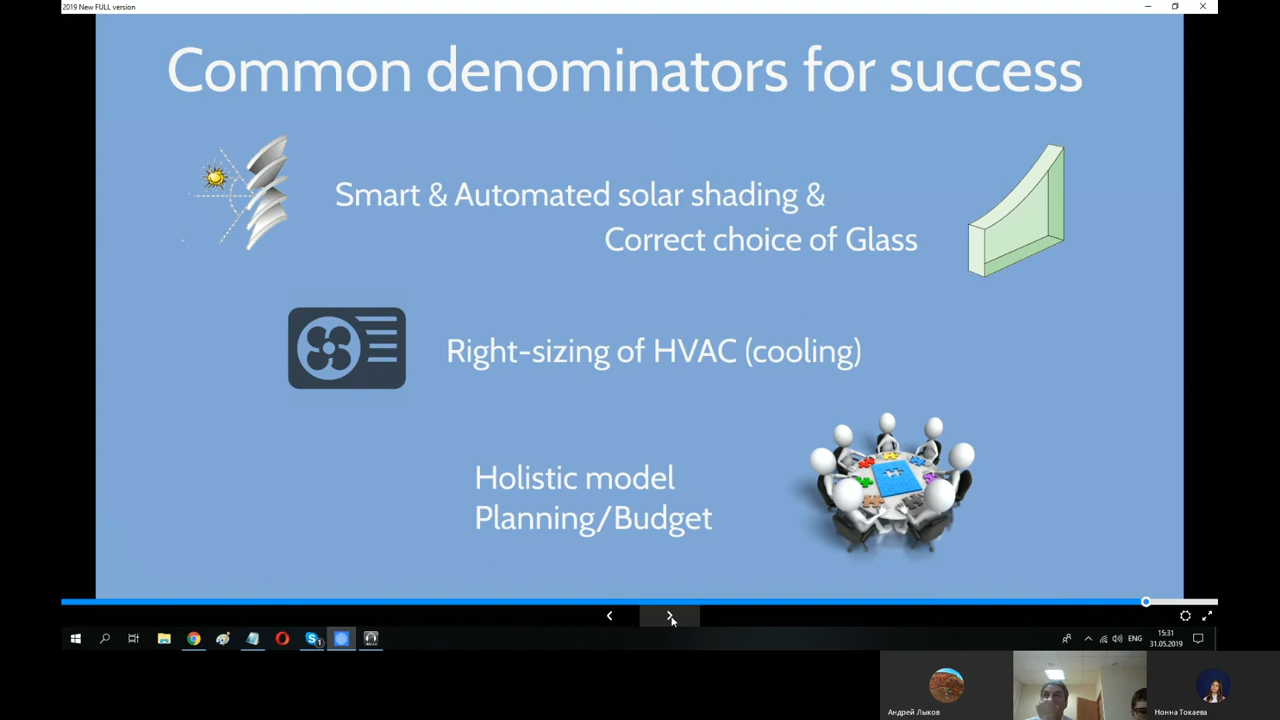 2019 New FULL version
Common denominators for success
Smart & Automated solar shading &
Correct choice of Glass
Right-sizing of HVAC (cooling)
Holistic model
Planning/Budget
ENG
15:31
31.05.2019
Андрей Лыков
Нонна Токаева